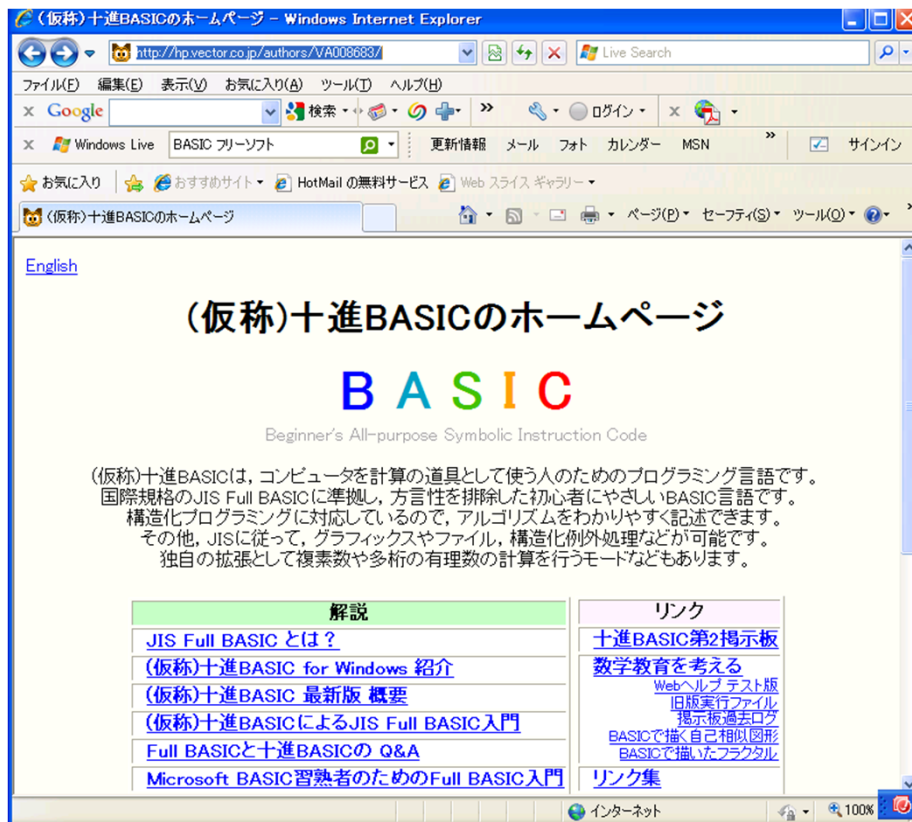 (仮称)十進BASICのホームページ - Windows Internet Explorer
http://hp.vector.co.jp/authors/VA008683/
Live Search
ファイル(F) 編集(E) 表示(V) お気に入り(A) ツール(T) ヘルプ(H)
x Google 検索 ログイン x
x Windows Live BASIC フリーソフト 更新情報 メール フォト カレンダー MSN サインイン
お気に入り おすすめサイト HotMail の無料サービス Web スライス ギャラリー
(仮称)十進BASICのホームページ ページ(P) セーフティ(S) ツール(O)
English
(仮称)十進BASICのホームページ
BASIC
Beginner's All-purpose Symbolic Instruction Code
(仮称)十進BASICは, コンピュータを計算の道具として使う人のためのプログラミング言語です。
国際規格のJIS Full BASICに準拠し, 方言性を排除した初心者にやさしいBASIC言語です。
構造化プログラミングに対応しているので, アルゴリズムをわかりやすく記述できます。
その他, JISに従って, グラフィックスやファイル, 構造化例外処理などが可能です。
独自の拡張として複素数や多桁の有理数の計算を行うモードなどもあります。
解説
JIS Full BASIC とは?
(仮称)十進BASIC for Windows 紹介
(仮称)十進BASIC 最新版 概要
(仮称)十進BASICによるJIS Full BASIC入門
Full BASICと十進BASICの Q&A
Microsoft BASIC習熟者のためのFull BASIC入門
リンク
十進BASIC第2掲示板
数学教育を考える
Webヘルプ テスト版
旧版実行ファイル
掲示板過去ログ
BASICで描く自己相似図形
BASICで描いたフラクタル
リンク集
インターネット 100%